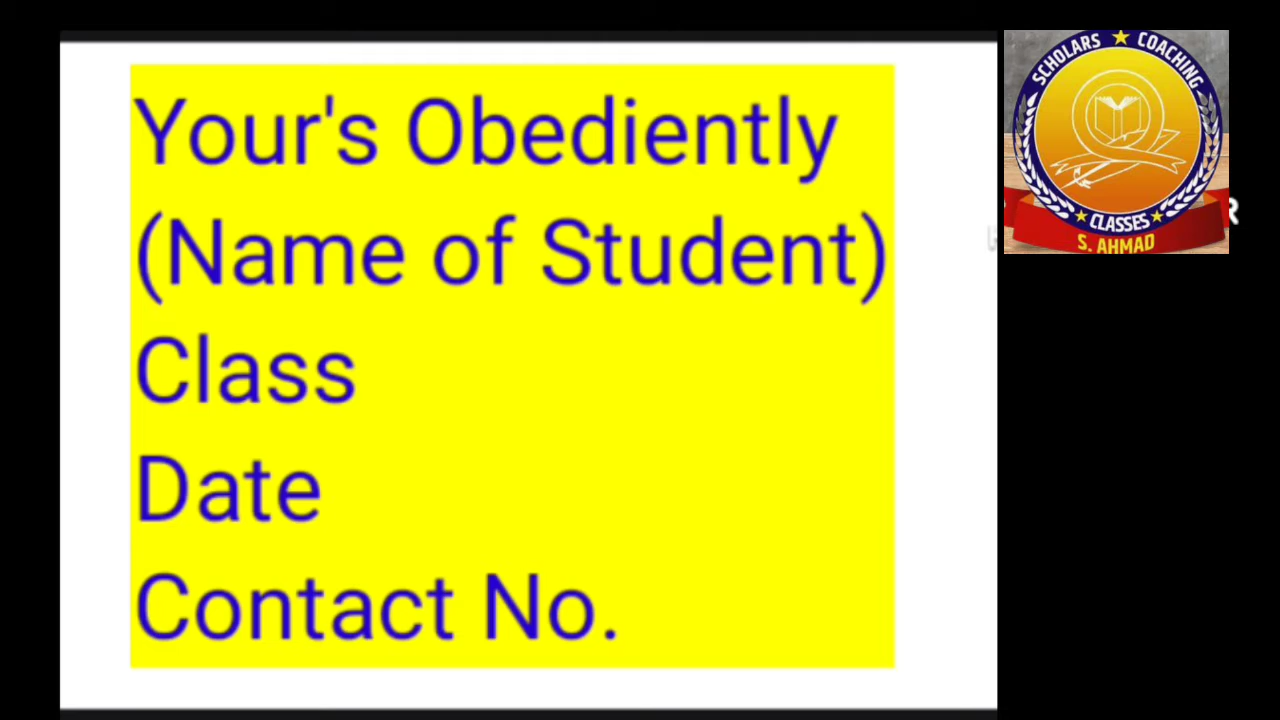 Your's Obediently
(Name of Student)
Class
Date
Contact No.
SCHOLARS ★ COACHING
★ CLASSES ★
S. AHMAD
R